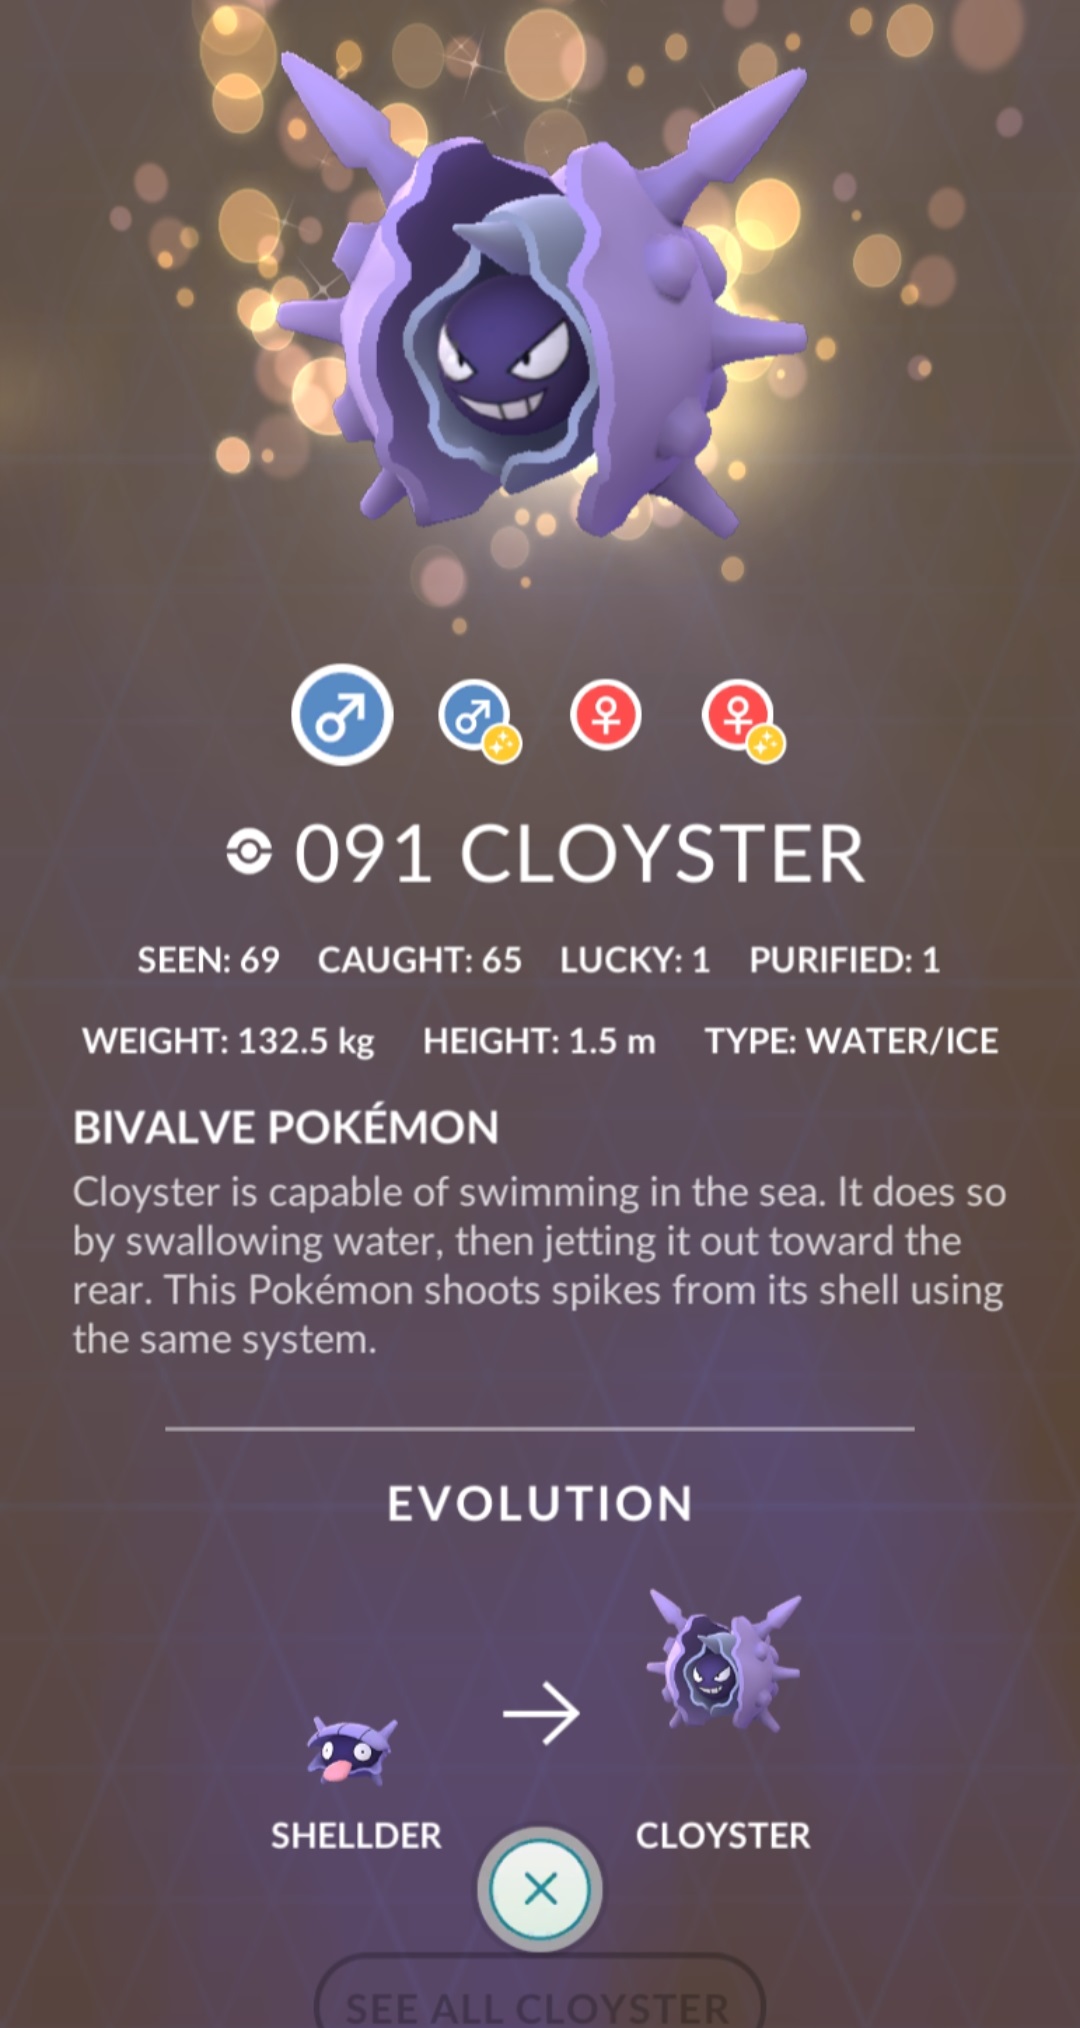 091 CLOYSTER
SEEN: 69 CAUGHT: 65 LUCKY: 1 PURIFIED: 1
WEIGHT: 132.5 kg HEIGHT: 1.5 m TYPE: WATER/ICE
BIVALVE POKÉMON
Cloyster is capable of swimming in the sea. It does so
by swallowing water, then jetting it out toward the
rear. This Pokémon shoots spikes from its shell using
the same system.
EVOLUTION
SHELLDER CLOYSTER
SEE ALL CLOYSTER